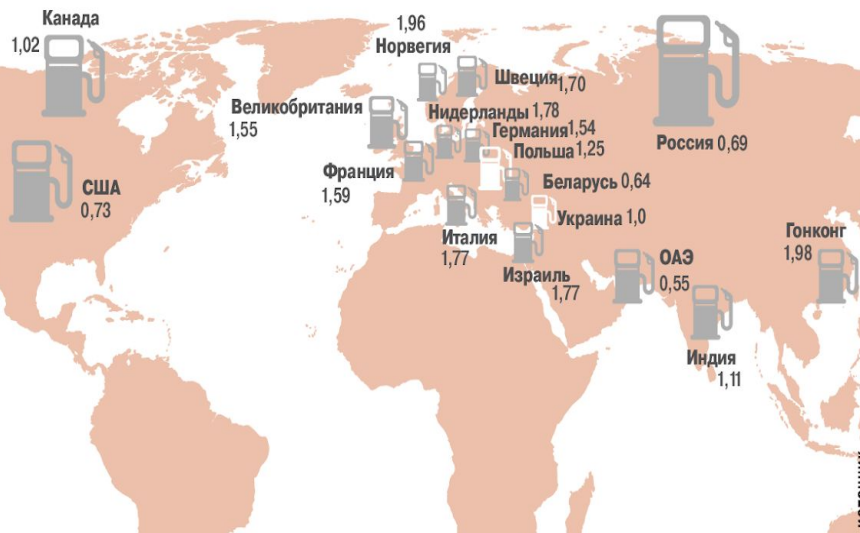 Канада
1,02
1,96
Норвегия
Швеция 1,70
Великобритания
1,55
Нидерланды 1,78
Германия 1,54
Польша 1,25
Россия 0,69
Франция
1,59
США
0,73
Беларусь 0,64
Украина 1,0
Италия
1,77
Израиль
1,77
ОАЭ
0,55
Гонконг
1,98
Индия
1,11